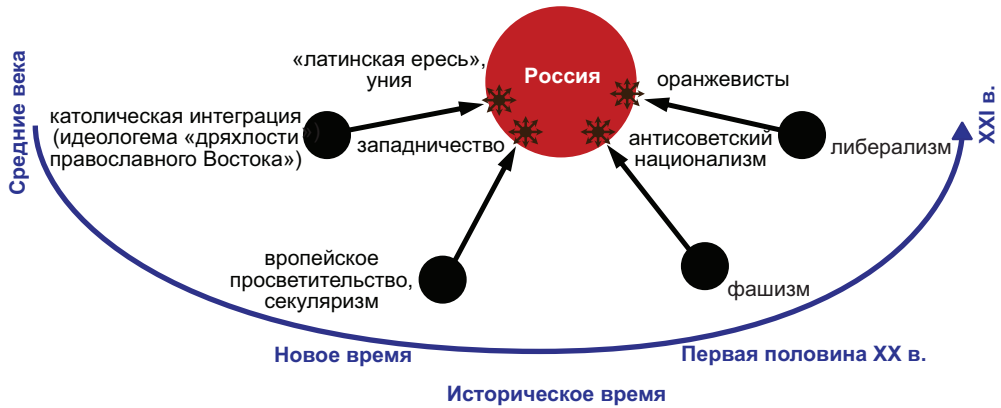 «латинская ересь»,
уния
Россия
оранжевисты
католическая интеграция
(идеологема «дряхлости»
православного Востока»)
западничество
антисоветский
национализм
либерализм
вропейское
просветительство,
секуляризм
фашизм
Средние века
Новое время
Первая половина XX в.
XXI в.
Историческое время